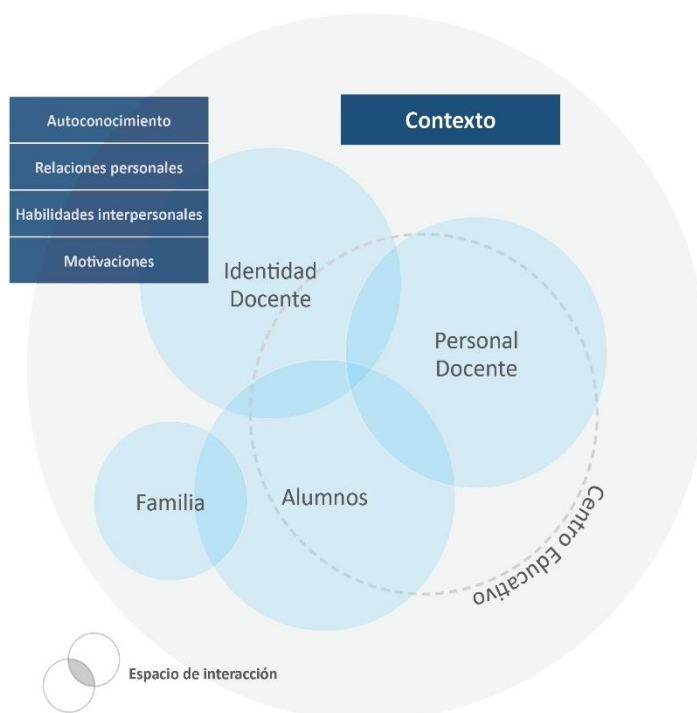 Autoconocimiento
Relaciones personales
Habilidades interpersonales
Motivaciones
Contexto
Identidad
Docente
Personal
Docente
Familia
Alumnos
Centro Educativo
Espacio de interacción